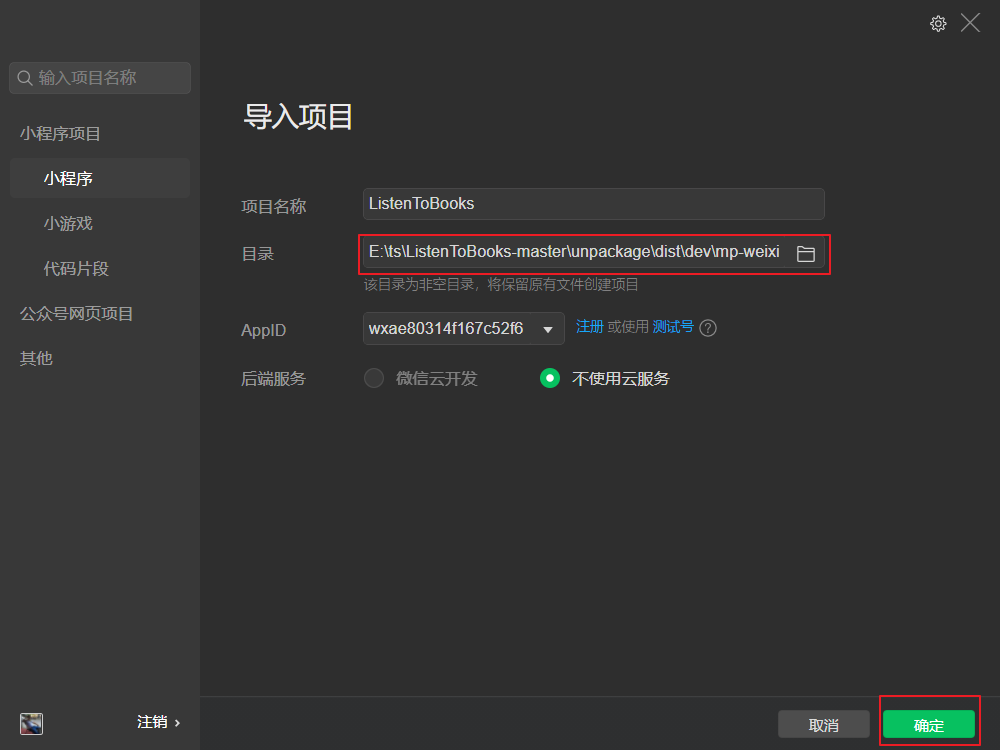 输入项目名称
小程序项目
小程序
小游戏
代码片段
公众号网页项目
其他
注销 ›
导入项目
项目名称 ListenToBooks
目录 E:\ts\ListenToBooks-master\unpackage\dist\dev\mp-weixi
该目录为非空目录，将保留原有文件创建项目
AppID wxae80314f167c52f6 注册 或使用 测试号 ?
后端服务 微信云开发 不使用云服务
取消 确定